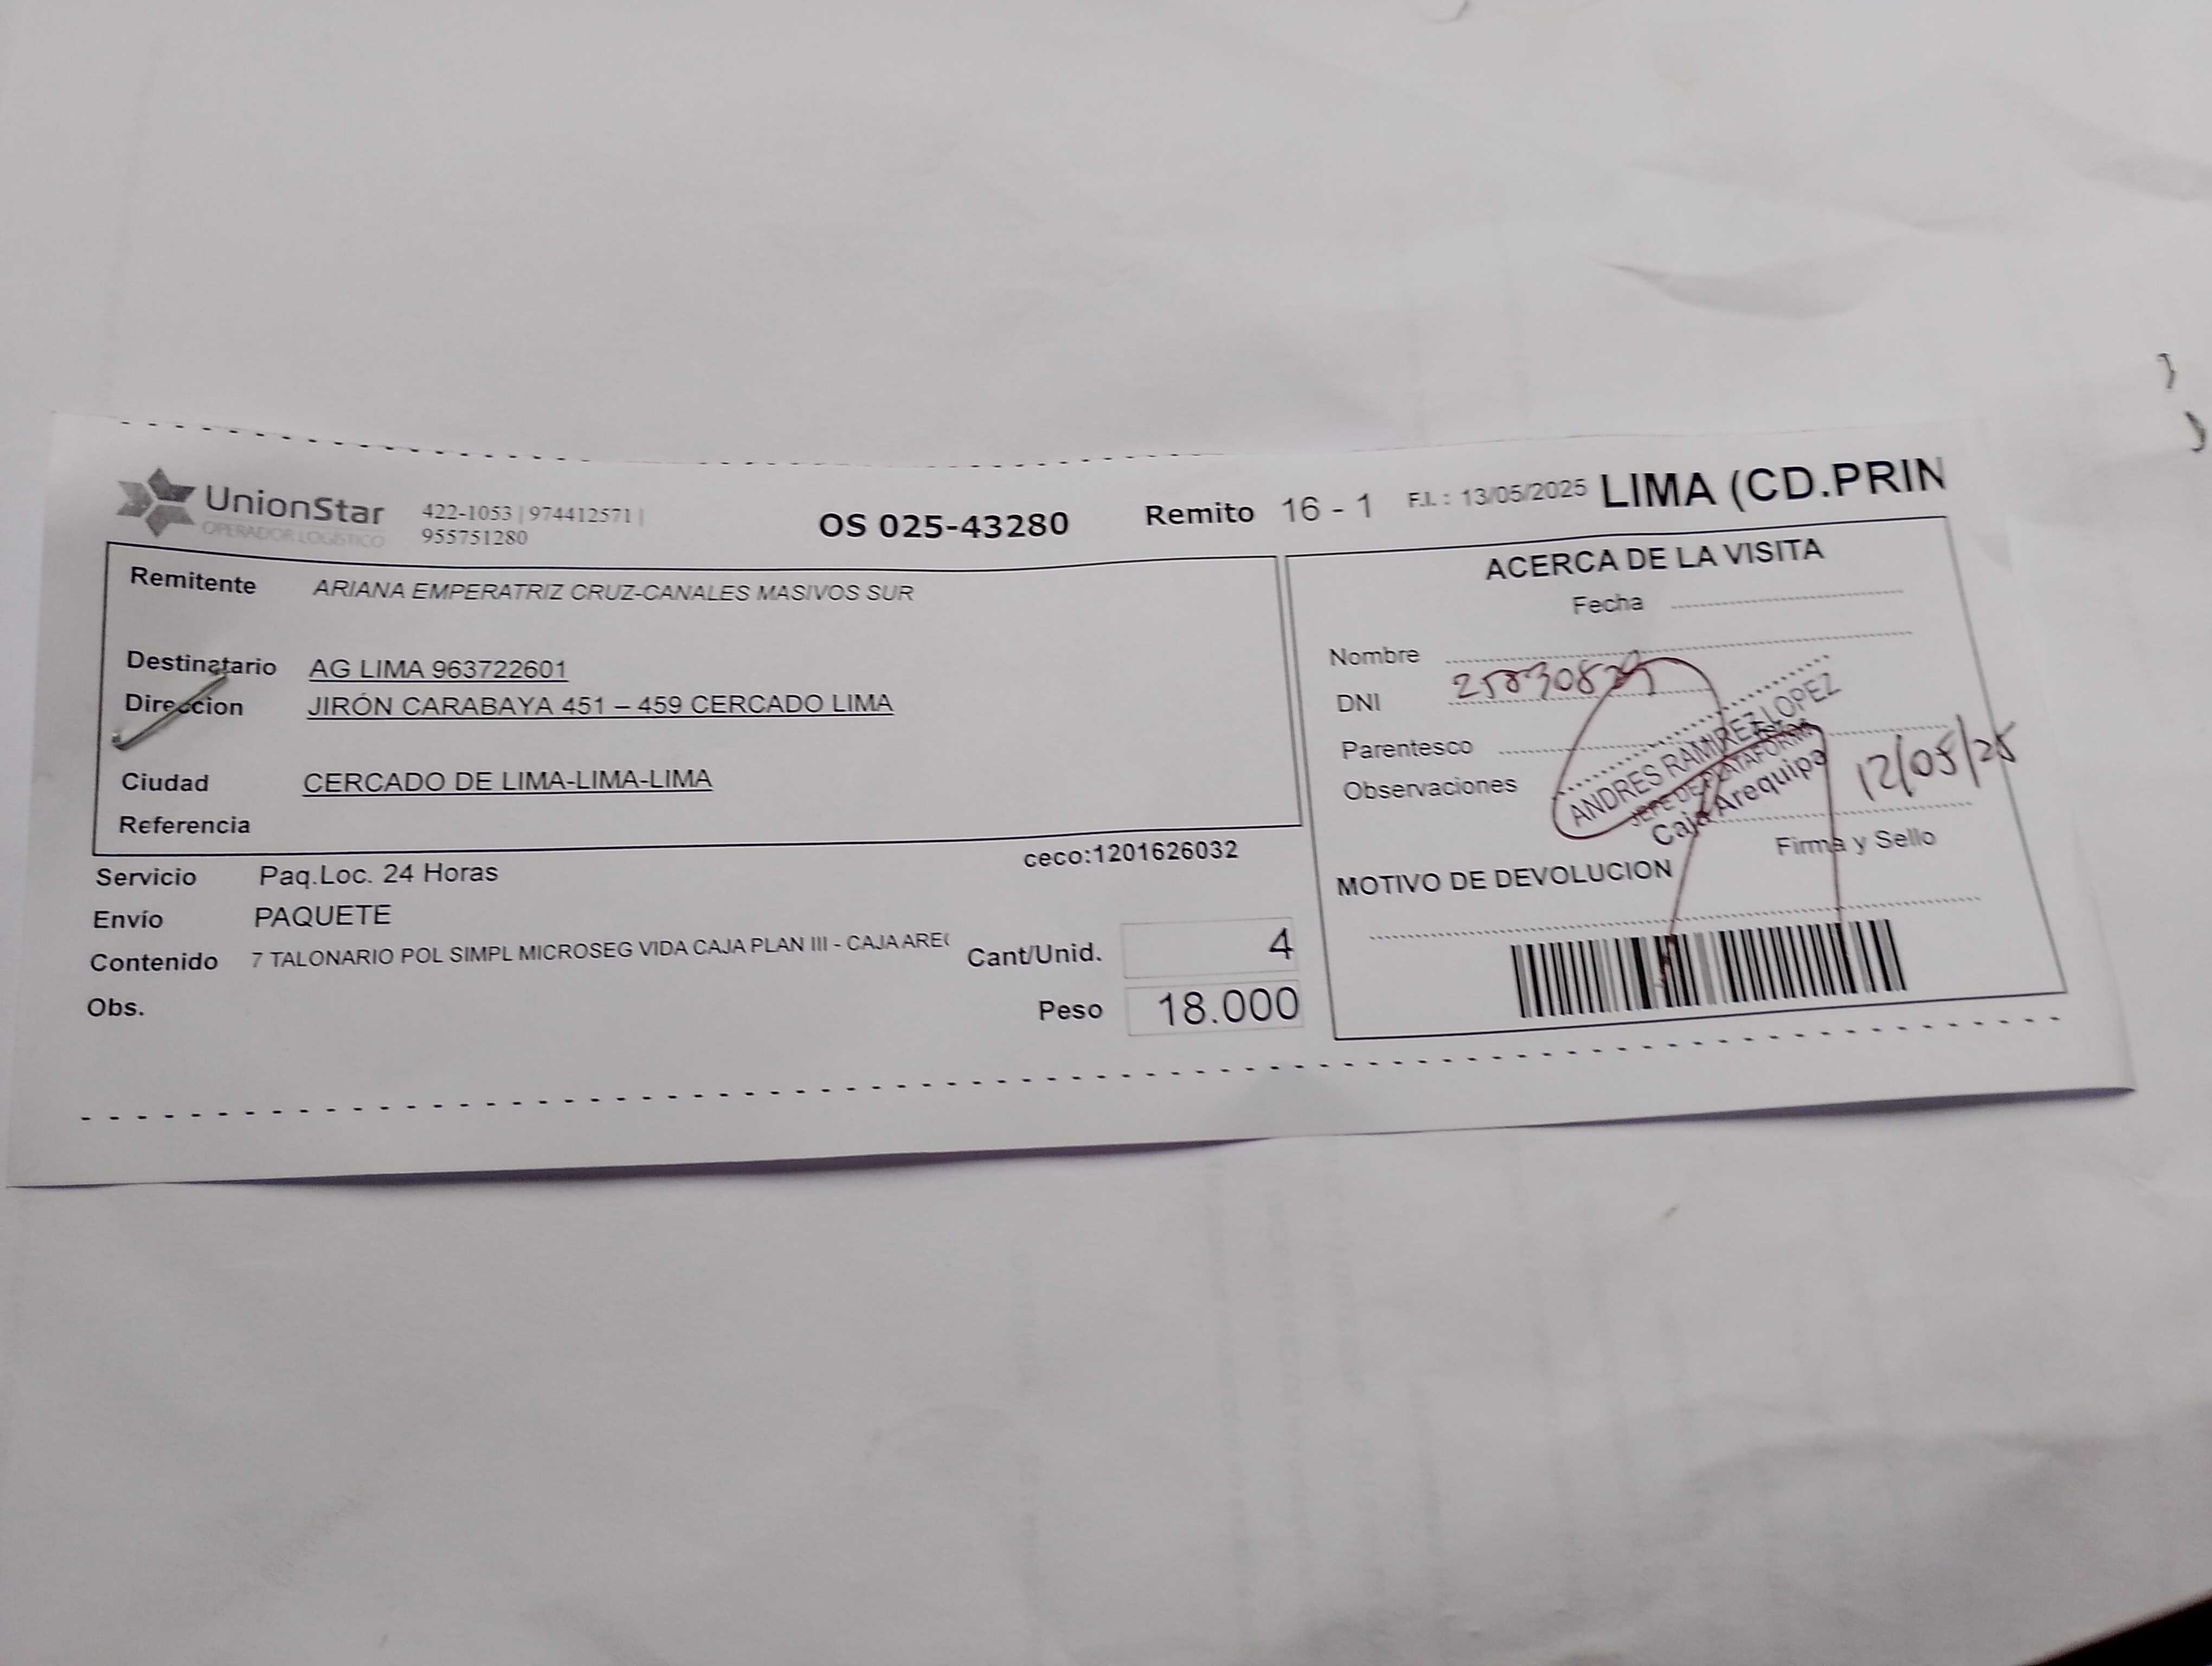 UnionStar
OPERADOR LOGÍSTICO
422-1053 | 974412571 |
955751280
OS 025-43280
Remito 16 - 1
F.I. : 13/05/2025
LIMA (CD.PRIN
Remitente ARIANA EMPERATRIZ CRUZ-CANALES MASIVOS SUR
Destinatario AG LIMA 963722601
Direccion JIRÓN CARABAYA 451 – 459 CERCADO LIMA
Ciudad CERCADO DE LIMA-LIMA-LIMA
Referencia
ceco:1201626032
Servicio Paq.Loc. 24 Horas
Envío PAQUETE
Contenido 7 TALONARIO POL SIMPL MICROSEG VIDA CAJA PLAN III - CAJA AREQ
Cant/Unid. 4
Obs.
Peso 18.000
ACERCA DE LA VISITA
Fecha
Nombre
DNI
Parentesco
Observaciones
ANDRES RAMIREZ LOPEZ
JEFE DE PLATAFORMA
Caja Arequipa
12/05/25
Firma y Sello
MOTIVO DE DEVOLUCION